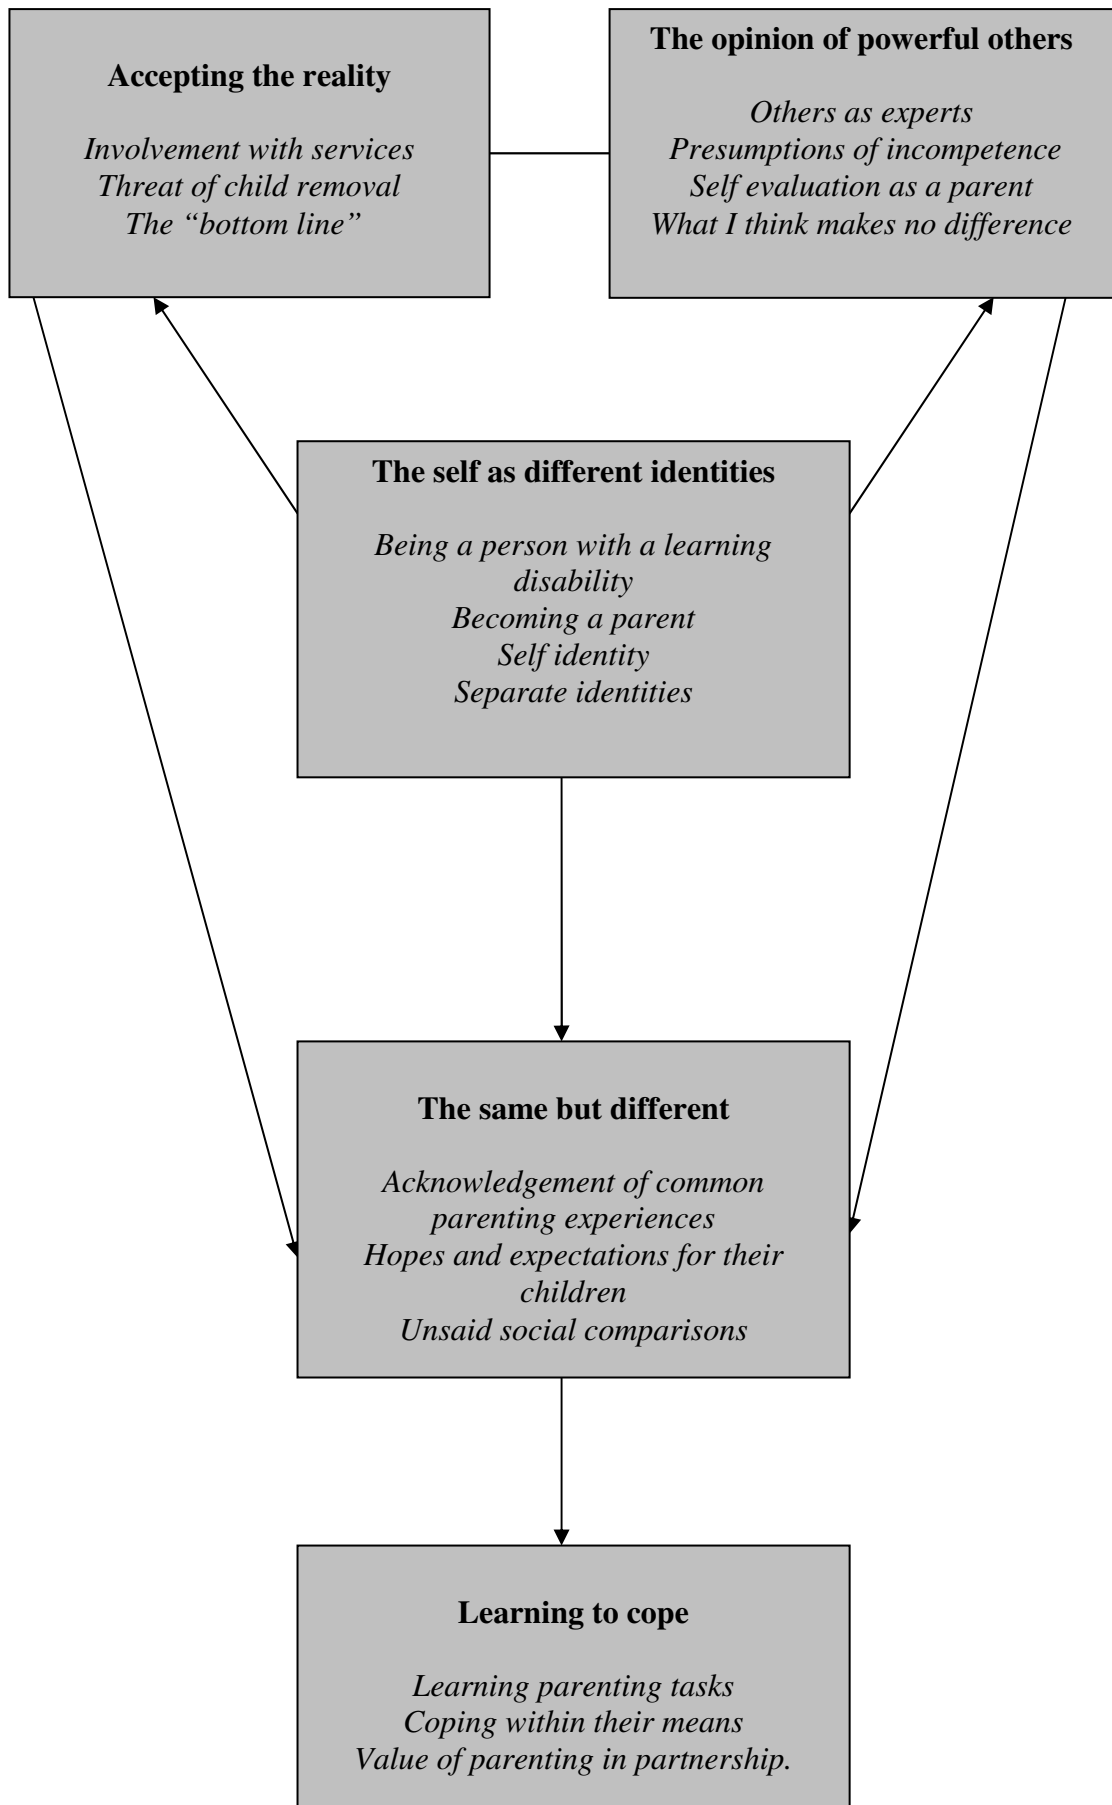 Accepting the reality
Involvement with services
Threat of child removal
The “bottom line”
The opinion of powerful others
Others as experts
Presumptions of incompetence
Self evaluation as a parent
What I think makes no difference
The self as different identities
Being a person with a learning
disability
Becoming a parent
Self identity
Separate identities
The same but different
Acknowledgement of common
parenting experiences
Hopes and expectations for their
children
Unsaid social comparisons
Learning to cope
Learning parenting tasks
Coping within their means
Value of parenting in partnership.